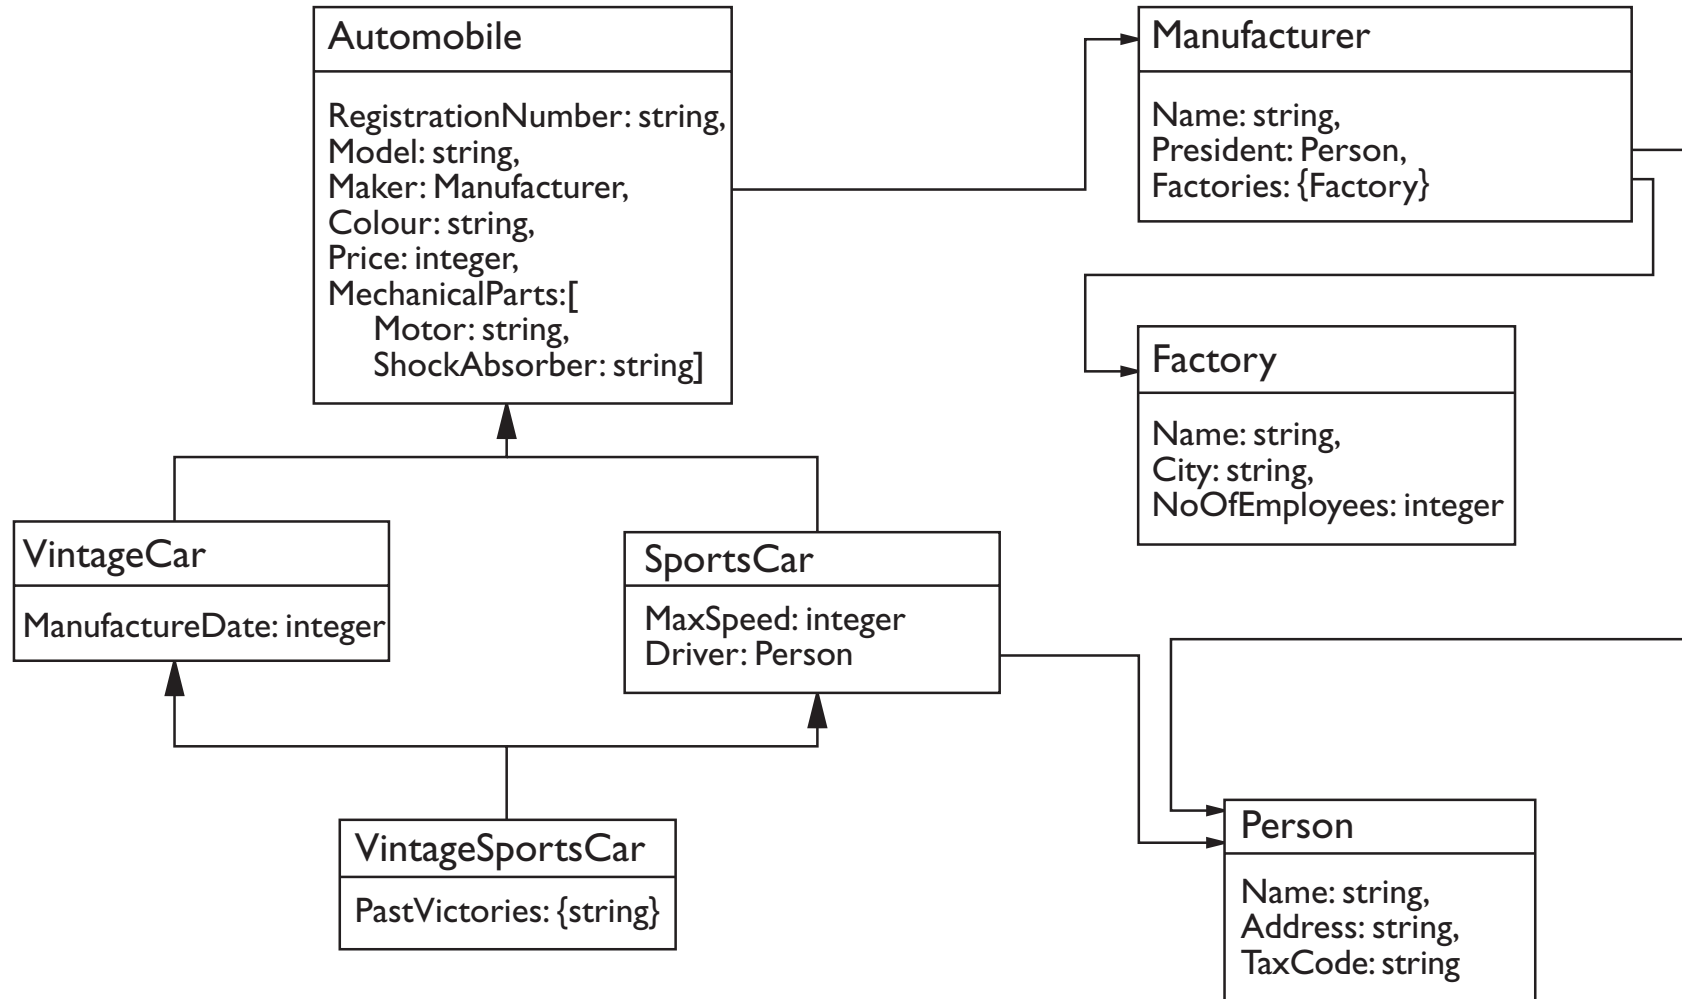 Automobile
RegistrationNumber: string,
Model: string,
Maker: Manufacturer,
Colour: string,
Price: integer,
MechanicalParts:[
Motor: string,
ShockAbsorber: string]
Manufacturer
Name: string,
President: Person,
Factories: {Factory}
Factory
Name: string,
City: string,
NoOfEmployees: integer
VintageCar
ManufactureDate: integer
SportsCar
MaxSpeed: integer
Driver: Person
VintageSportsCar
PastVictories: {string}
Person
Name: string,
Address: string,
TaxCode: string